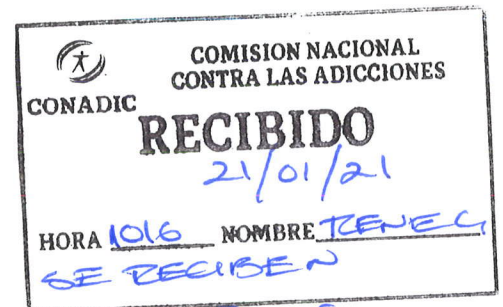 COMISION NACIONAL
CONTRA LAS ADICCIONES
CONADIC
RECIBIDO
21/01/21
HORA 1016 NOMBRE
SE RECIBEN